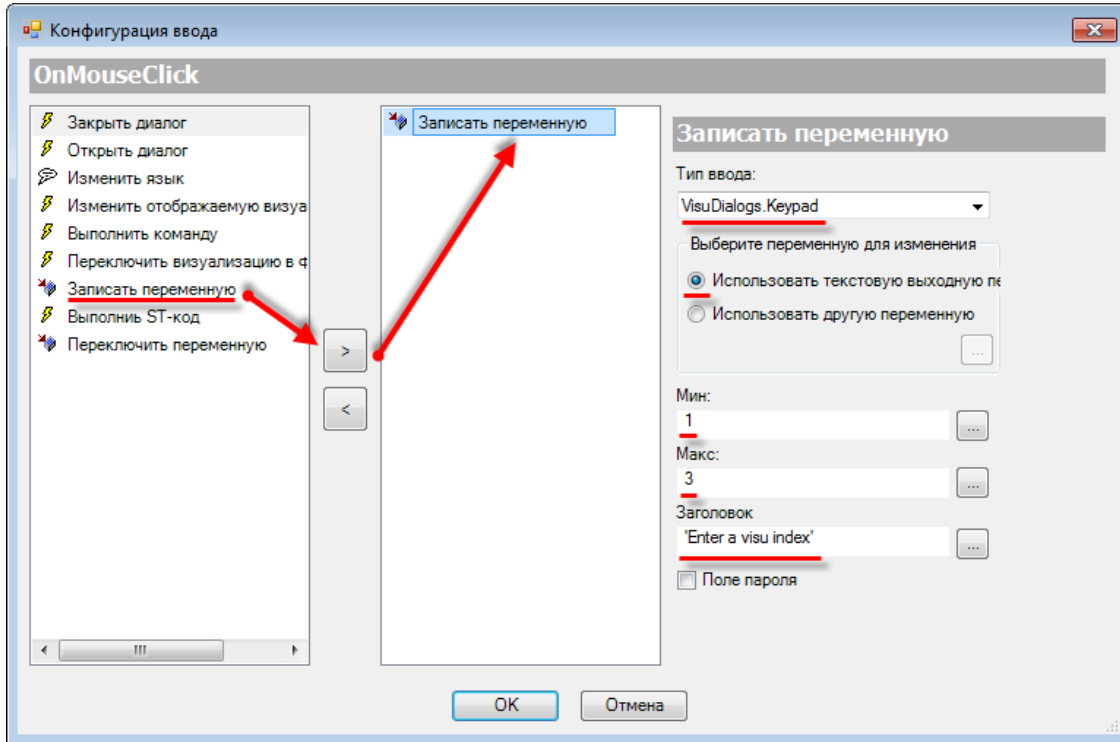 Конфигурация ввода
OnMouseClick
Закрыть диалог
Открыть диалог
Изменить язык
Изменить отображаемую визуа
Выполнить команду
Переключить визуализацию в ф
Записать переменную
Выполниь ST-код
Переключить переменную
>
<
Записать переменную
Записать переменную
Тип ввода:
VisuDialogs.Keypad
Выберите переменную для изменения
Использовать текстовую выходную пе
Использовать другую переменную
...
Мин:
1
...
Макс:
3
...
Заголовок
'Enter a visu index'
...
Поле пароля
OK
Отмена